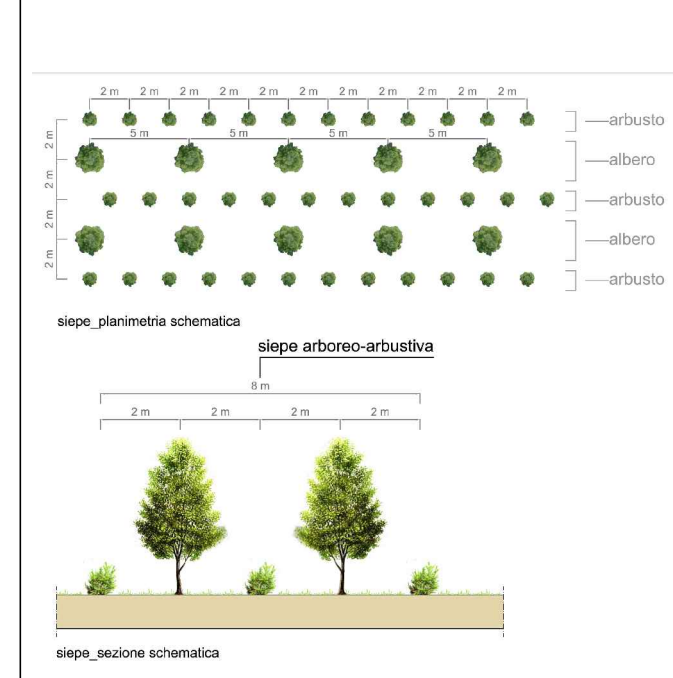 2 m 2 m 2 m 2 m 2 m 2 m 2 m 2 m 2 m 2 m 2 m
arbusto
5 m 5 m 5 m 5 m
2 m
albero
2 m
arbusto
2 m
albero
2 m
arbusto
siepe_planimetria schematica
siepe arboreo-arbustiva
8 m
2 m 2 m 2 m 2 m
siepe_sezione schematica